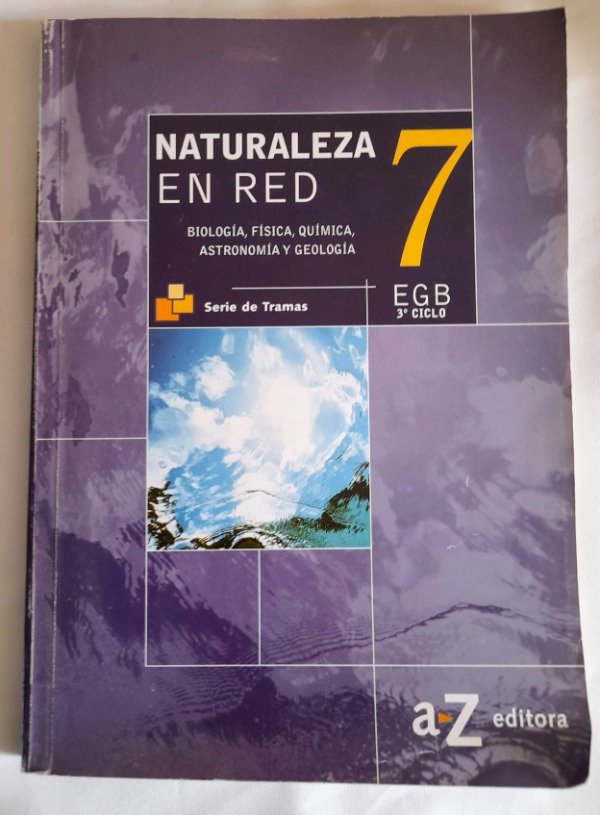 NATURALEZA
EN RED
7
BIOLOGÍA, FÍSICA, QUÍMICA,
ASTRONOMÍA Y GEOLOGÍA
EGB
3º CICLO
Serie de Tramas
a-Z editora